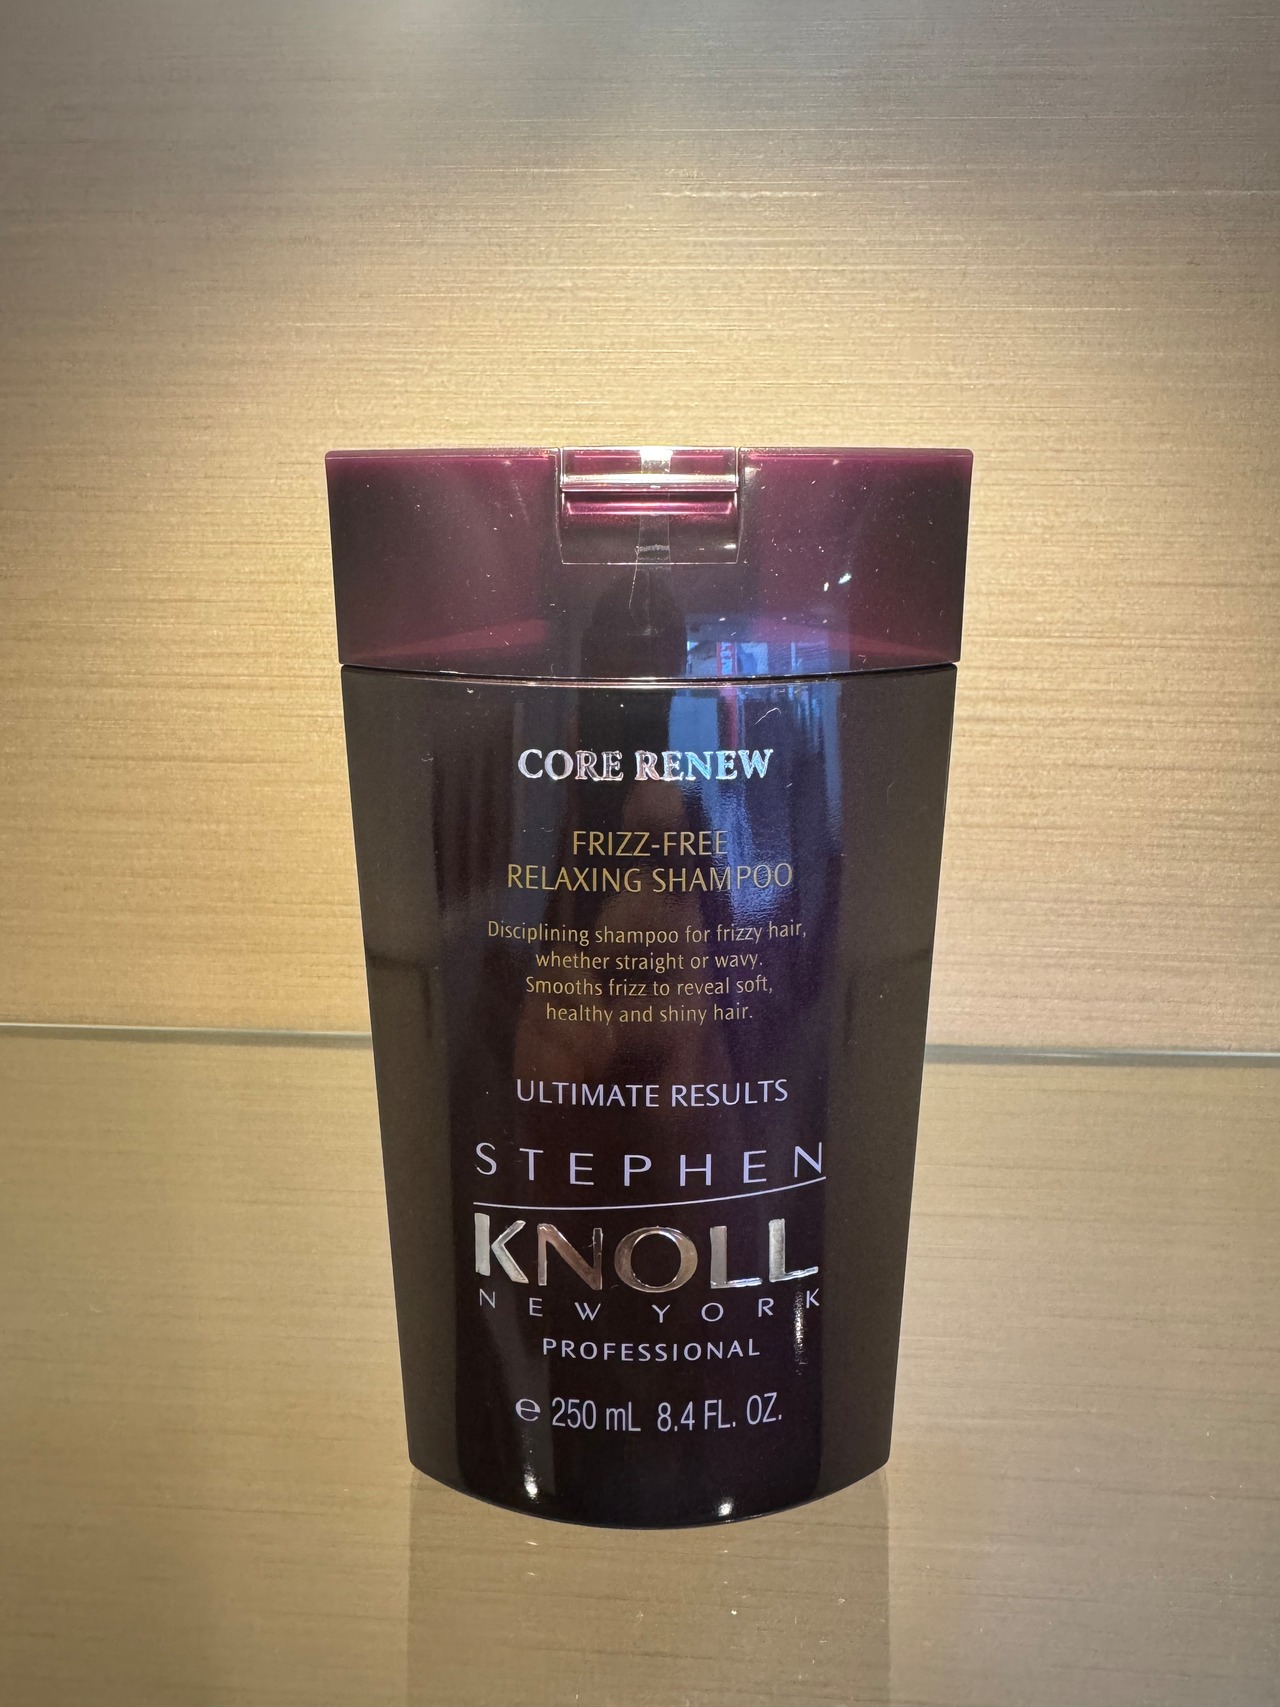 CORE RENEW
FRIZZ-FREE
RELAXING SHAMPOO
Disciplining shampoo for frizzy hair,
whether straight or wavy.
Smooths frizz to reveal soft,
healthy and shiny hair.
ULTIMATE RESULTS
STEPHEN
KNOLL
NEW YORK
PROFESSIONAL
℮ 250 mL 8.4 FL. OZ.